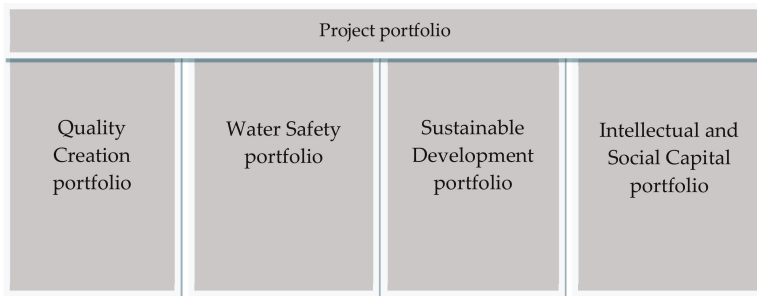 Project portfolio
Quality
Creation
portfolio
Water Safety
portfolio
Sustainable
Development
portfolio
Intellectual and
Social Capital
portfolio